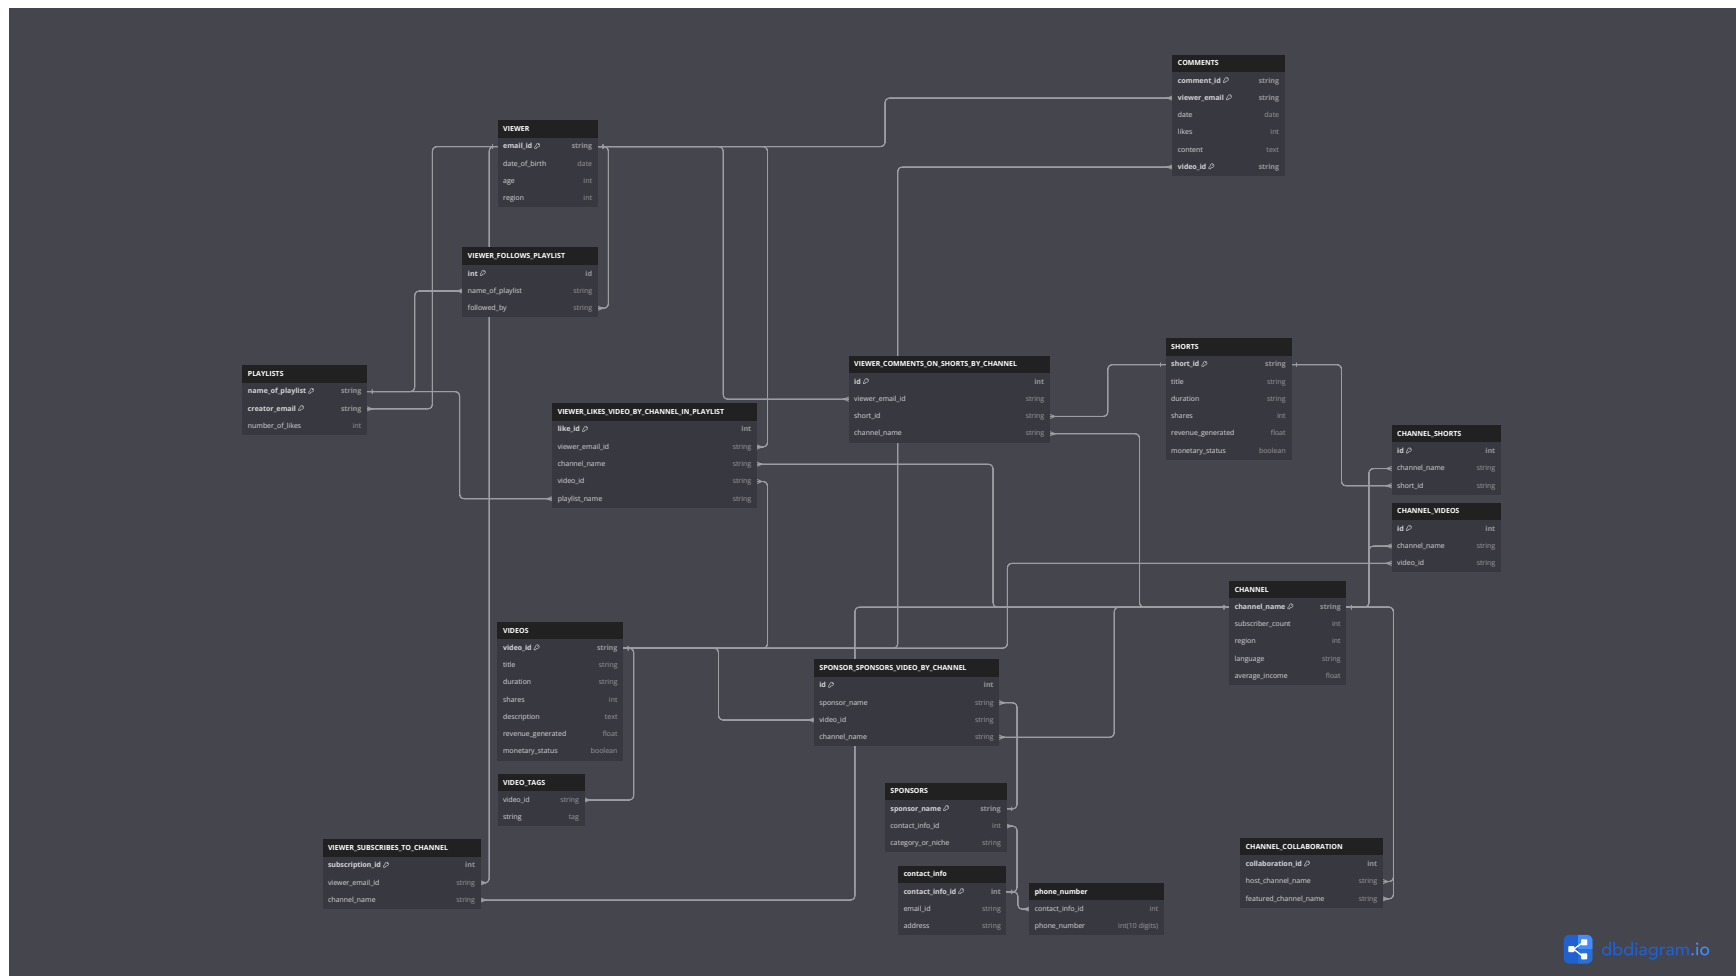 COMMENTS
comment_id string
viewer_email string
date date
likes int
content text
video_id string
VIEWER
email_id string
date_of_birth date
age int
region int
VIEWER_FOLLOWS_PLAYLIST
int id
name_of_playlist string
followed_by string
PLAYLISTS
name_of_playlist string
creator_email string
number_of_likes int
VIEWER_LIKES_VIDEO_BY_CHANNEL_IN_PLAYLIST
like_id int
viewer_email_id string
channel_name string
video_id string
playlist_name string
VIEWER_COMMENTS_ON_SHORTS_BY_CHANNEL
id int
viewer_email_id string
short_id string
channel_name string
SHORTS
short_id string
title string
duration string
shares int
revenue_generated float
monetary_status boolean
CHANNEL_SHORTS
id int
channel_name string
short_id string
CHANNEL_VIDEOS
id int
channel_name string
video_id string
CHANNEL
channel_name string
subscriber_count int
region int
language string
average_income float
VIDEOS
video_id string
title string
duration string
shares int
description text
revenue_generated float
monetary_status boolean
SPONSOR_SPONSORS_VIDEO_BY_CHANNEL
id int
sponsor_name string
video_id string
channel_name string
VIDEO_TAGS
video_id string
string tag
SPONSORS
sponsor_name string
contact_info_id int
category_or_niche string
VIEWER_SUBSCRIBES_TO_CHANNEL
subscription_id int
viewer_email_id string
channel_name string
contact_info
contact_info_id int
email_id string
address string
phone_number
contact_info_id int
phone_number int(10 digits)
CHANNEL_COLLABORATION
collaboration_id int
host_channel_name string
featured_channel_name string
dbdiagram.io